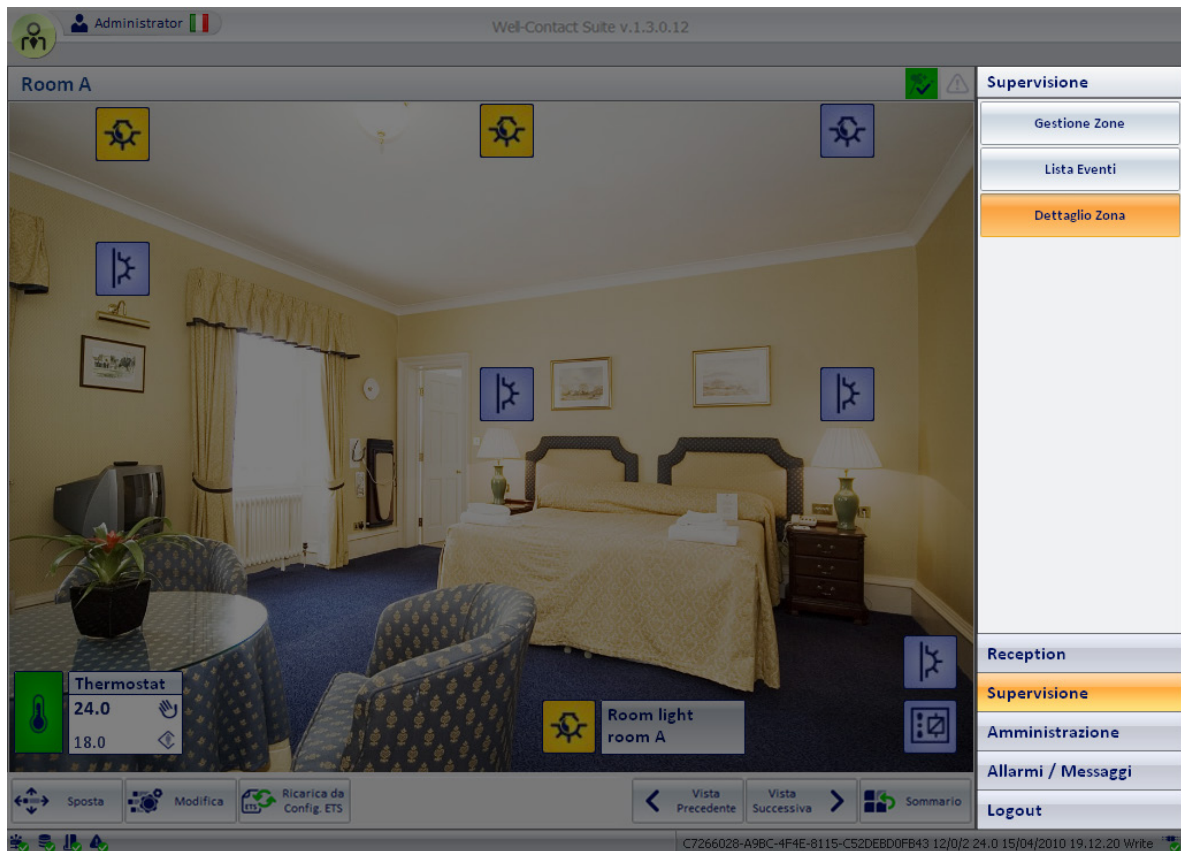 Administrator
Well-Contact Suite v.1.3.0.12
Room A
Supervisione
Gestione Zone
Lista Eventi
Dettaglio Zona
Thermostat
24.0
18.0
Room light
room A
Reception
Supervisione
Amministrazione
Allarmi / Messaggi
Logout
Sposta
Modifica
ETS
Ricarica da
Config. ETS
Vista
Precedente
Vista
Successiva
Sommario
C7266028-A9BC-4F4E-8115-C52DEBD0FB43 12/0/2 24.0 15/04/2010 19.12.20 Write